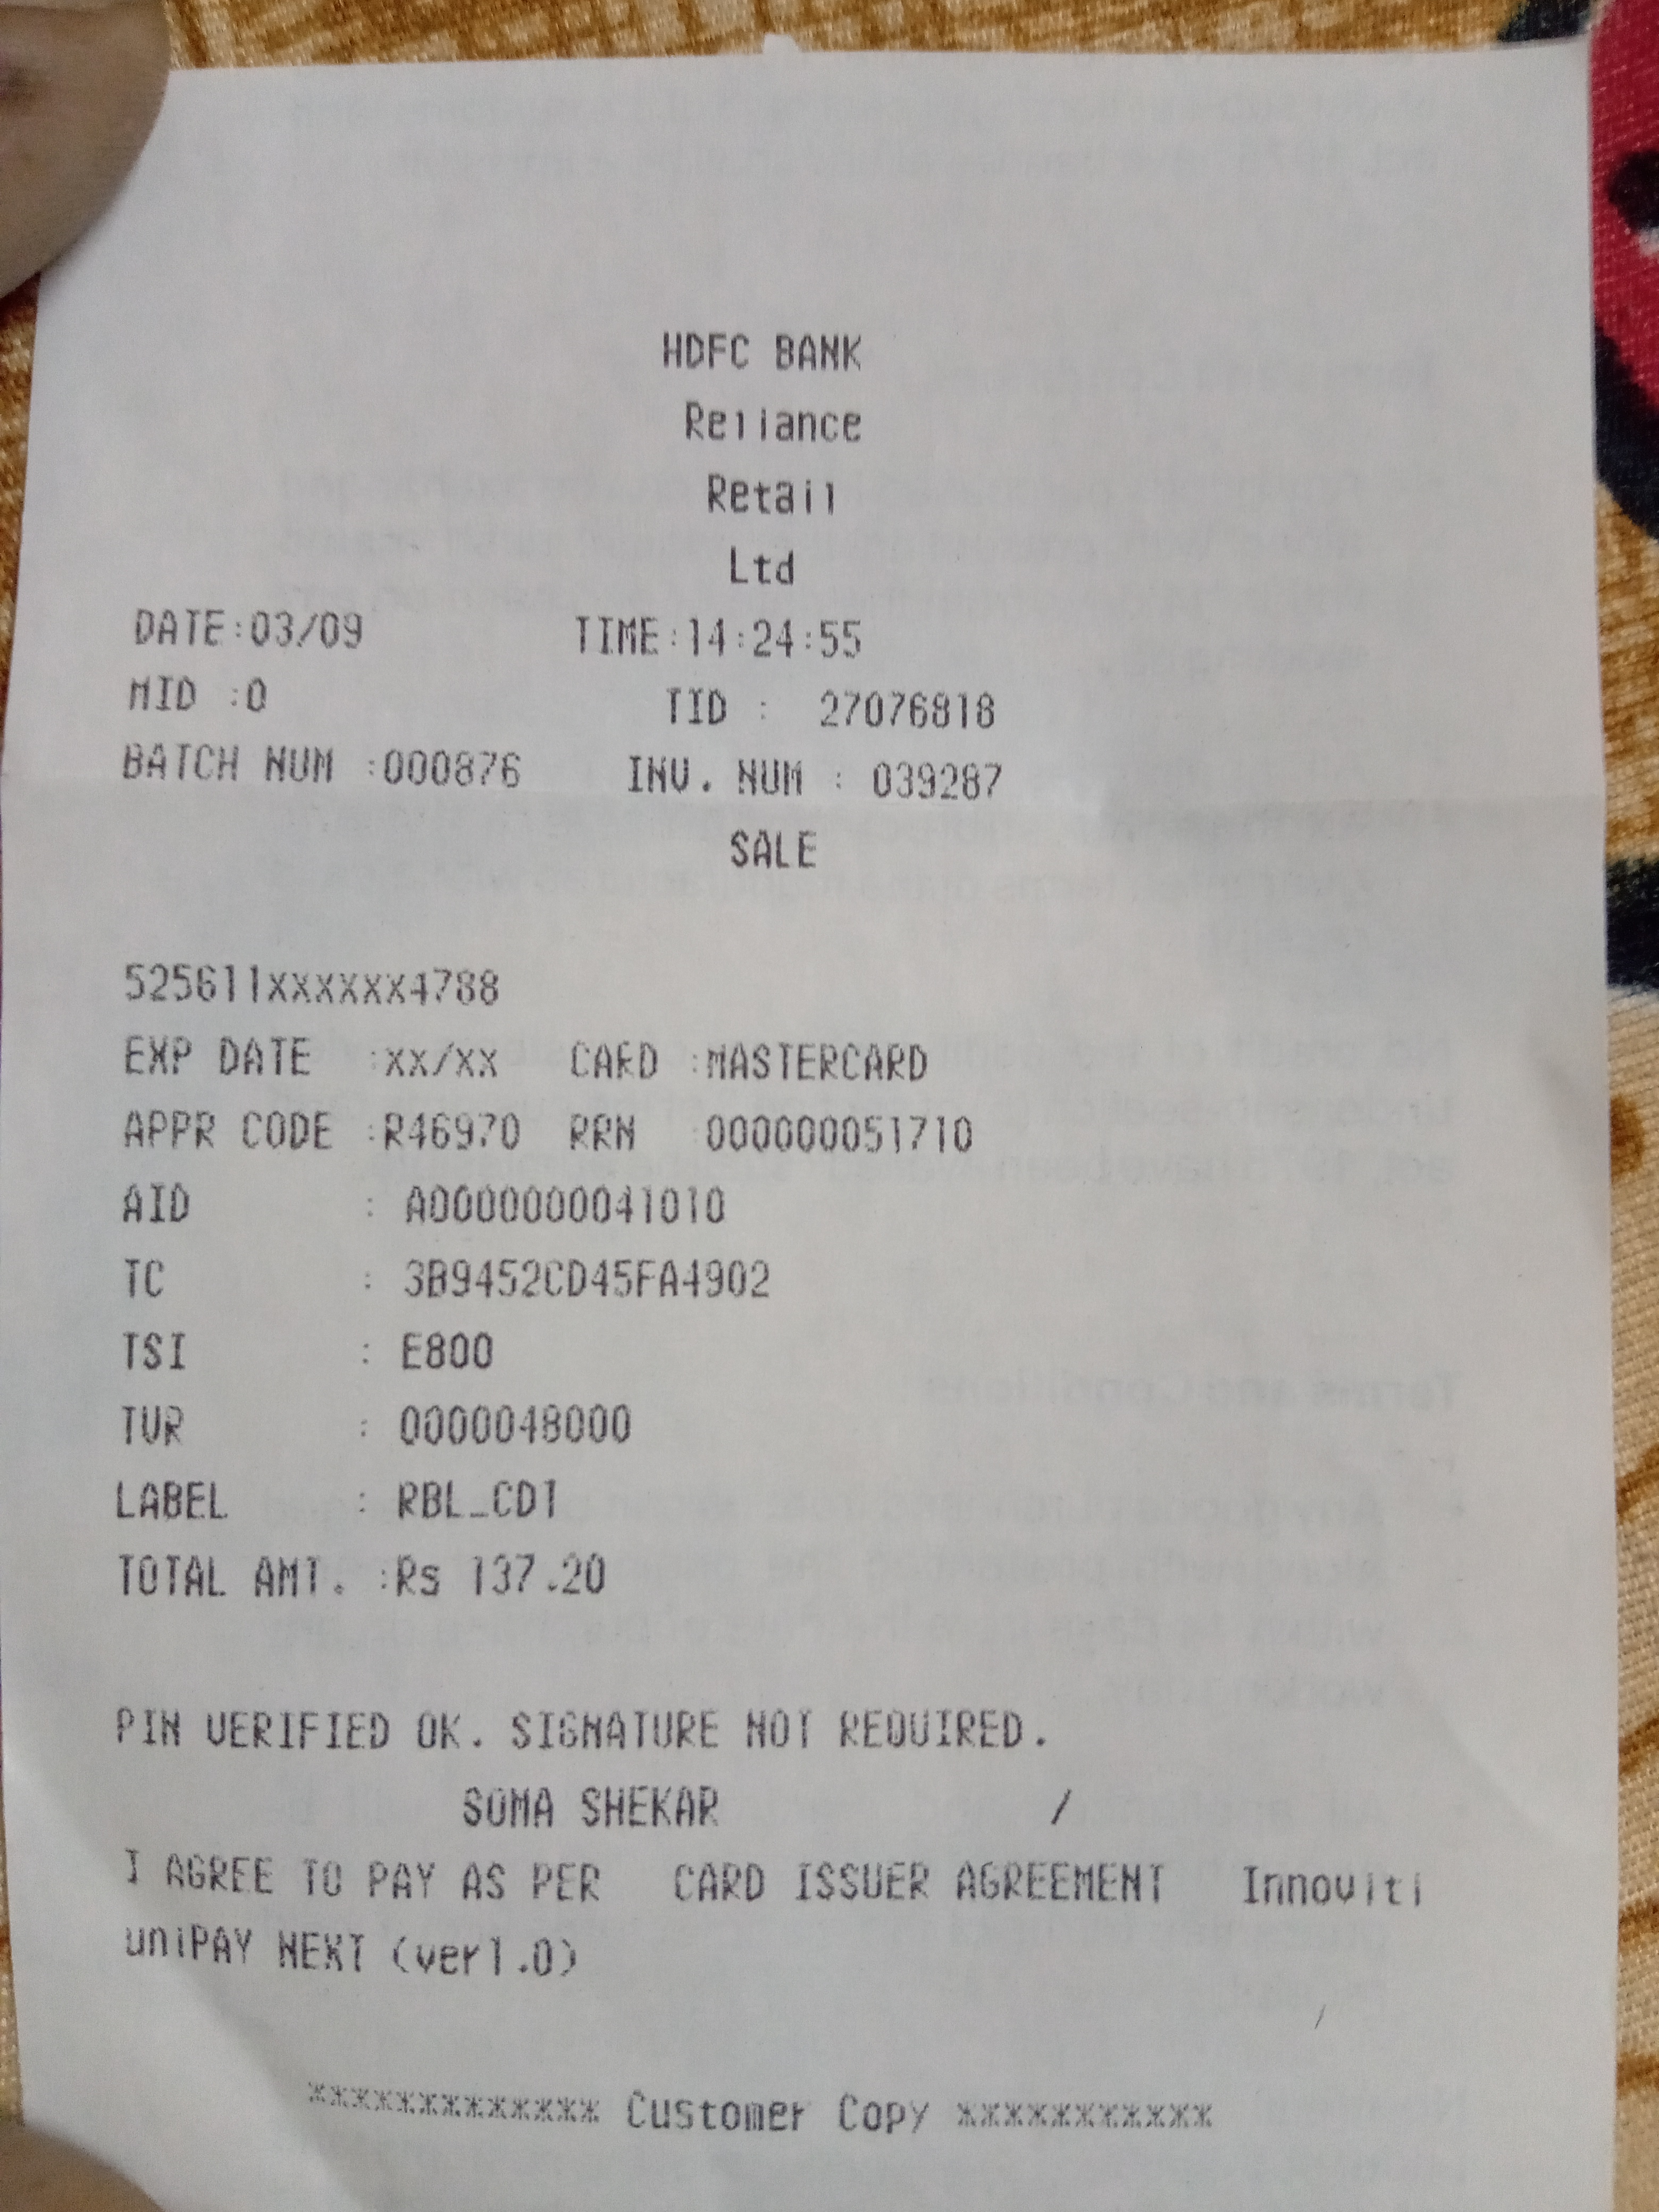 HDFC BANK
Reliance
Retail
Ltd
DATE:03/09 TIME:14:24:55
MID :0 TID : 27076818
BATCH NUM :000876 INV. NUM : 039287
SALE
525611xxxxxx4788
EXP DATE :xx/xx CARD :MASTERCARD
APPR CODE :R46970 RRN 000000051710
AID : A0000000041010
TC : 3B9452CD45FA4902
TSI : E800
TVR : 0000048000
LABEL : RBL_CDT
TOTAL AMT. :Rs 137.20
PIN VERIFIED OK. SIGNATURE NOT REQUIRED.
SOMA SHEKAR /
I AGREE TO PAY AS PER CARD ISSUER AGREEMENT Innoviti
uniPAY NEXT (ver1.0)
************* Customer Copy ***********